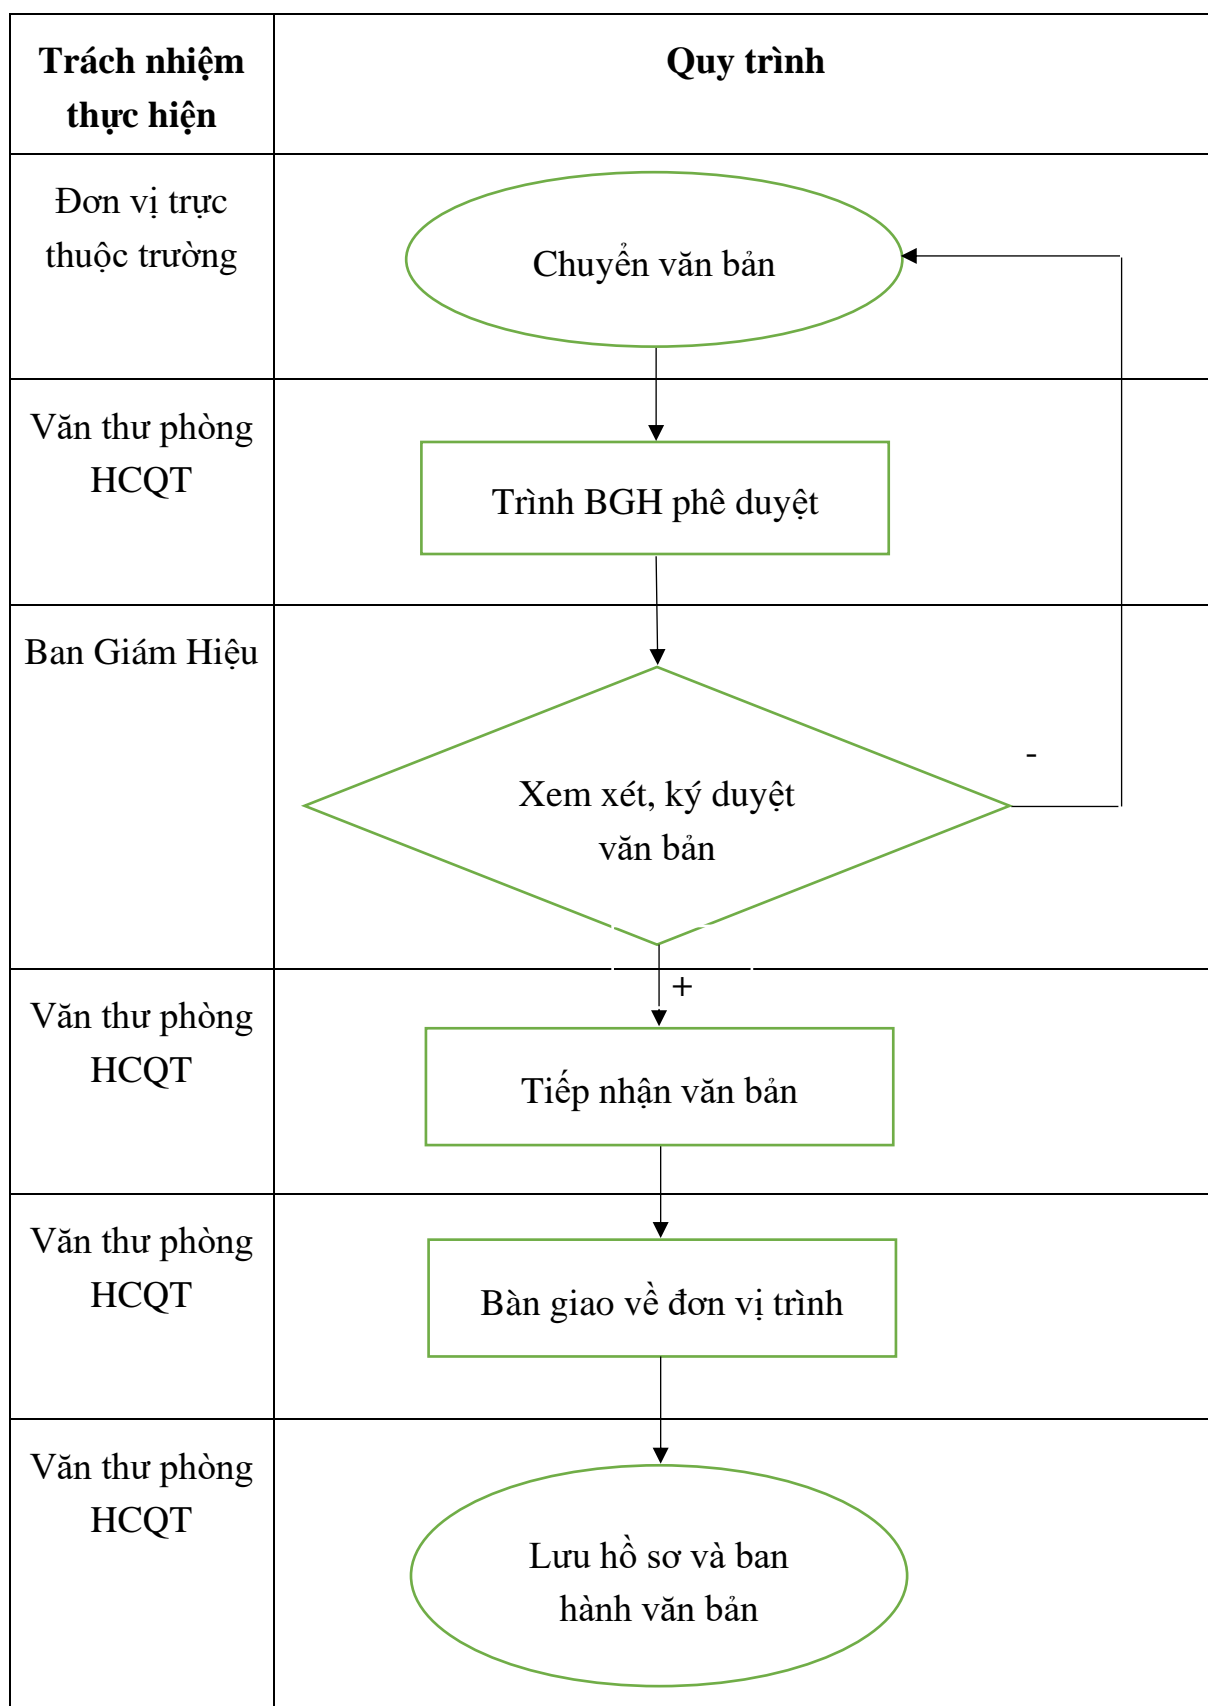 Trách nhiệm
thực hiện
Quy trình
Đơn vị trực
thuộc trường
Chuyển văn bản
Văn thư phòng
HCQT
Trình BGH phê duyệt
Ban Giám Hiệu
Xem xét, ký duyệt
văn bản
-
+
Văn thư phòng
HCQT
Tiếp nhận văn bản
Văn thư phòng
HCQT
Bàn giao về đơn vị trình
Văn thư phòng
HCQT
Lưu hồ sơ và ban
hành văn bản